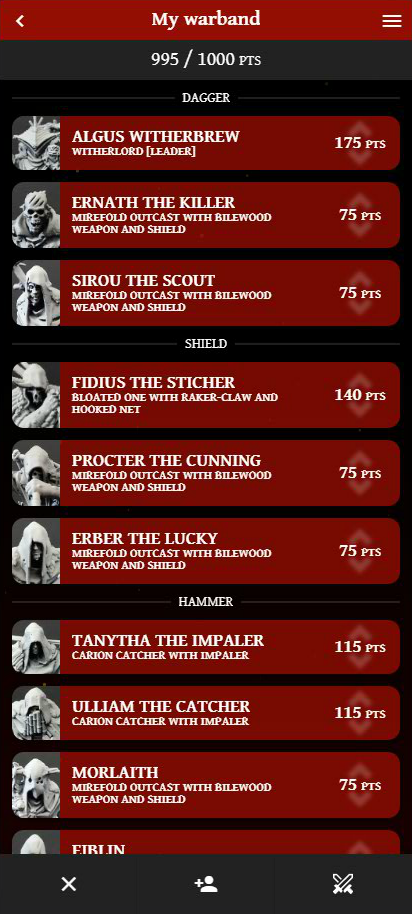 My warband
995 / 1000 PTS
DAGGER
ALGUS WITHERBREW
WITHERLORD [LEADER]
175 PTS
ERNATH THE KILLER
MIREFOLD OUTCAST WITH BILEWOOD
WEAPON AND SHIELD
75 PTS
SIROU THE SCOUT
MIREFOLD OUTCAST WITH BILEWOOD
WEAPON AND SHIELD
75 PTS
SHIELD
FIDIUS THE STICHER
BLOATED ONE WITH RAKER-CLAW AND
HOOKED NET
140 PTS
PROCTER THE CUNNING
MIREFOLD OUTCAST WITH BILEWOOD
WEAPON AND SHIELD
75 PTS
ERBER THE LUCKY
MIREFOLD OUTCAST WITH BILEWOOD
WEAPON AND SHIELD
75 PTS
HAMMER
TANYTHA THE IMPALER
CARION CATCHER WITH IMPALER
115 PTS
ULLIAM THE CATCHER
CARION CATCHER WITH IMPALER
115 PTS
MORLAITH
MIREFOLD OUTCAST WITH BILEWOOD
WEAPON AND SHIELD
75 PTS